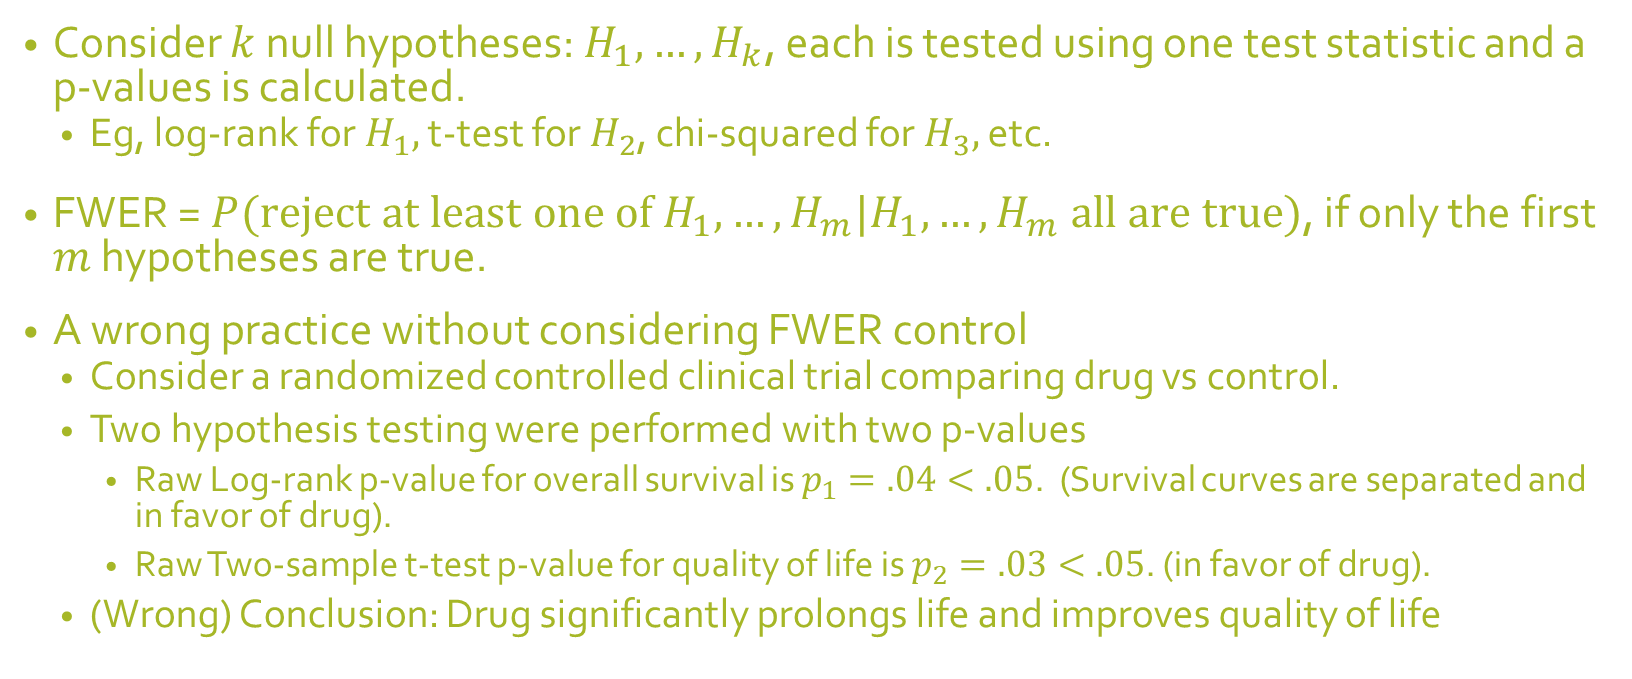 • Consider k null hypotheses: H₁, … , Hₖ, each is tested using one test statistic and a
p-values is calculated.
• Eg, log-rank for H₁, t-test for H₂, chi-squared for H₃, etc.
• FWER = P(reject at least one of H₁, … , Hₘ|H₁, … , Hₘ all are true), if only the first
m hypotheses are true.
• A wrong practice without considering FWER control
• Consider a randomized controlled clinical trial comparing drug vs control.
• Two hypothesis testing were performed with two p-values
• Raw Log-rank p-value for overall survival is p₁ = .04 < .05. (Survival curves are separated and
in favor of drug).
• Raw Two-sample t-test p-value for quality of life is p₂ = .03 < .05. (in favor of drug).
• (Wrong) Conclusion: Drug significantly prolongs life and improves quality of life